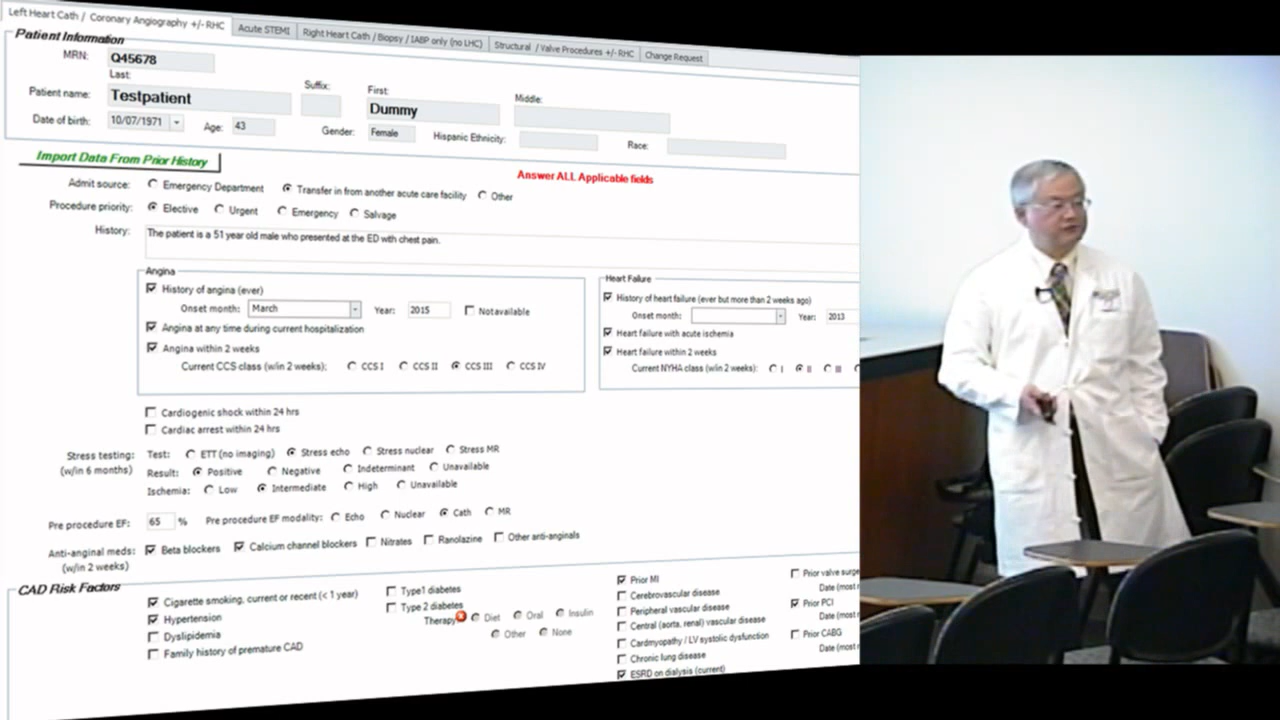 Left Heart Cath / Coronary Angiography +/- RHC Acute STEMI Right Heart Cath / Biopsy / IABP only (no LHC) Structural / Valve Procedures +/- RHC Change Request
Patient Information
MRN: Q45678
Last: Suffix: First: Middle:
Patient name: Testpatient Dummy
Date of birth: 10/07/1971 Age: 43 Gender: Female Hispanic Ethnicity: Race:
Import Data From Prior History
Answer ALL Applicable fields
Admit source: Emergency Department Transfer in from another acute care facility Other
Procedure priority: Elective Urgent Emergency Salvage
History: The patient is a 51 year old male who presented at the ED with chest pain.
Angina
History of angina (ever)
Onset month: March Year: 2015 Not available
Angina at any time during current hospitalization
Angina within 2 weeks
Current CCS class (w/in 2 weeks): CCS I CCS II CCS III CCS IV
Heart Failure
History of heart failure (ever but more than 2 weeks ago)
Onset month: Year: 2013
Heart failure with acute ischemia
Heart failure within 2 weeks
Current NYHA class (w/in 2 weeks): I II III
Cardiogenic shock within 24 hrs
Cardiac arrest within 24 hrs
Stress testing: Test: ETT (no imaging) Stress echo Stress nuclear Stress MR
(w/in 6 months) Result: Positive Negative Indeterminant Unavailable
Ischemia: Low Intermediate High Unavailable
Pre procedure EF: 65 % Pre procedure EF modality: Echo Nuclear Cath MR
Anti-anginal meds: Beta blockers Calcium channel blockers Nitrates Ranolazine Other anti-anginals
(w/in 2 weeks)
CAD Risk Factors
Cigarette smoking, current or recent (< 1 year)
Hypertension
Dyslipidemia
Family history of premature CAD
Type1 diabetes
Type 2 diabetes
Therapy Diet Oral Insulin
Other None
Prior MI
Cerebrovascular disease
Peripheral vascular disease
Central (aorta, renal) vascular disease
Cardmyopathy / LV systolic dysfunction
Chronic lung disease
ESRD on dialysis (current)
Prior valve surge
Date (most r
Prior PCI
Date (most r
Prior CABG
Date (most r